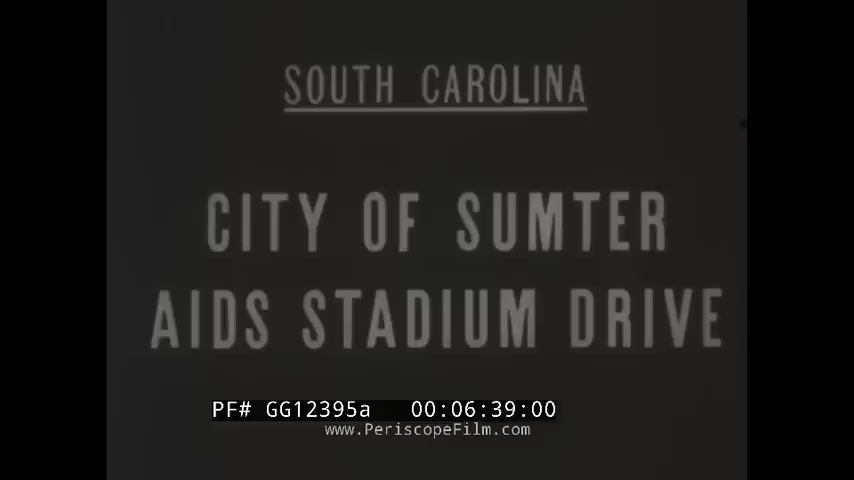 SOUTH CAROLINA
CITY OF SUMTER
AIDS STADIUM DRIVE
PF# GG12395a 00:06:39:00
www.PeriscopeFilm.com